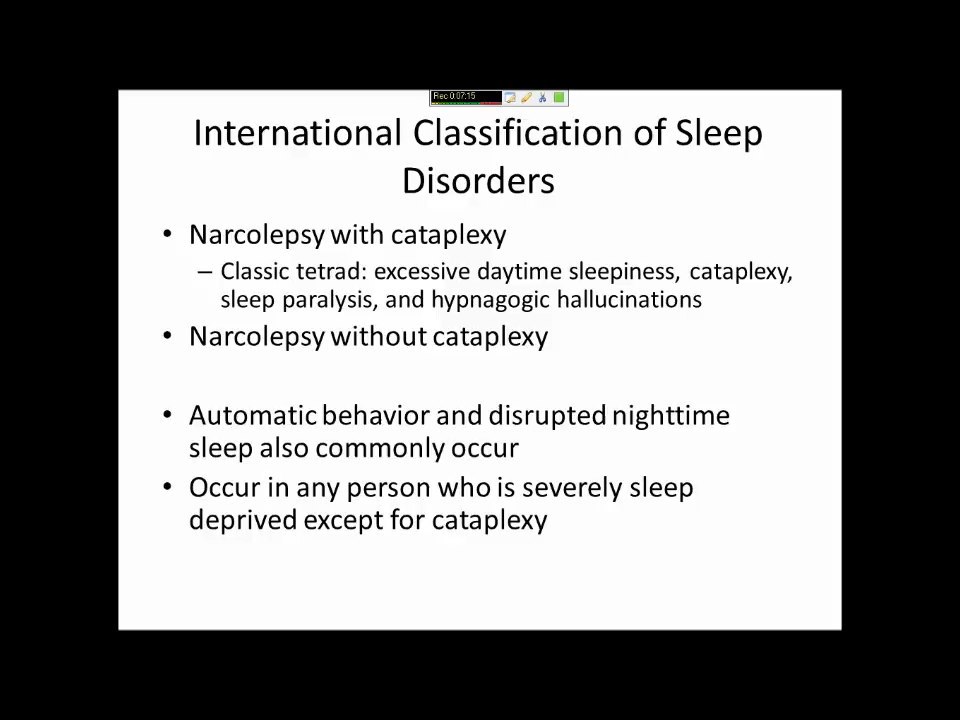 Rec 0:07:15
International Classification of Sleep
Disorders
• Narcolepsy with cataplexy
– Classic tetrad: excessive daytime sleepiness, cataplexy,
sleep paralysis, and hypnagogic hallucinations
• Narcolepsy without cataplexy
• Automatic behavior and disrupted nighttime
sleep also commonly occur
• Occur in any person who is severely sleep
deprived except for cataplexy